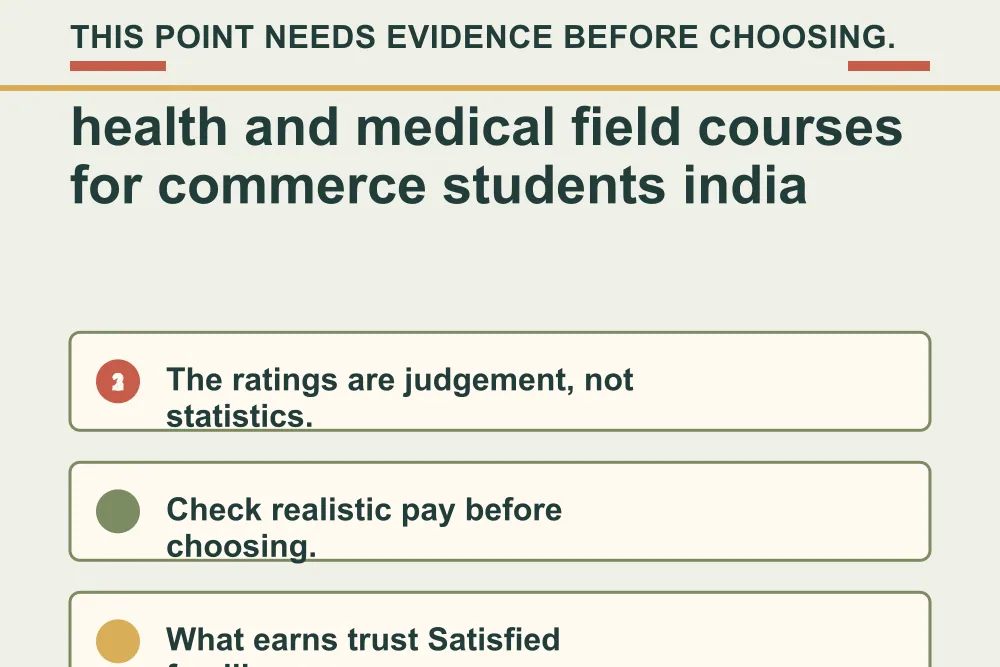 THIS POINT NEEDS EVIDENCE BEFORE CHOOSING.
health and medical field courses
for commerce students india
The ratings are judgement, not
statistics.
Check realistic pay before
choosing.
What earns trust Satisfied